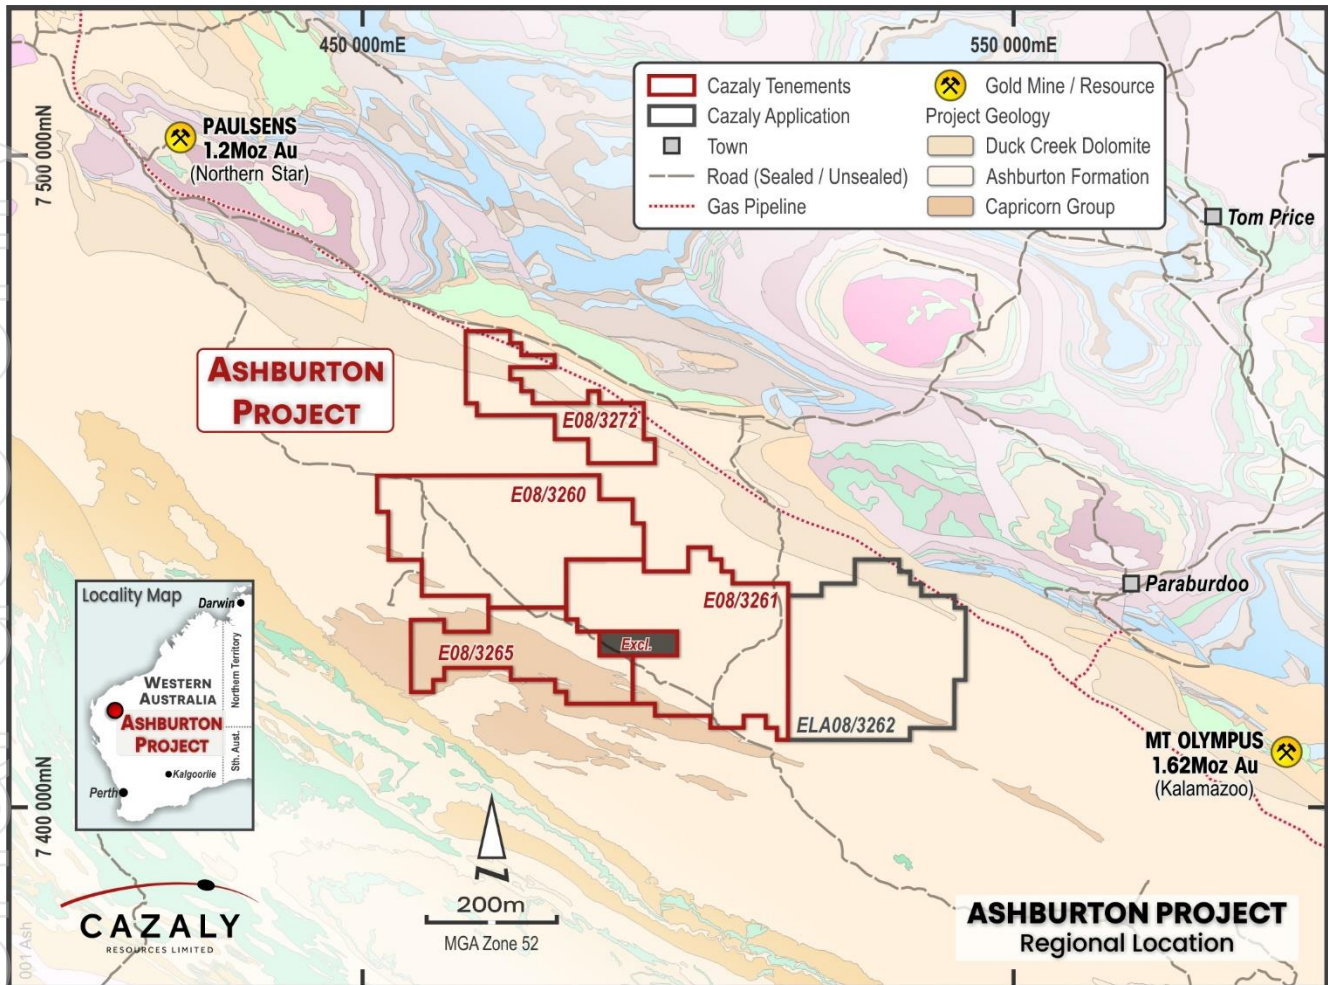 450 000mE
550 000mE
7 500 000mN
7 400 000mN
PAULSENS
1.2Moz Au
(Northern Star)
Cazaly Tenements
Cazaly Application
Town
Road (Sealed / Unsealed)
Gas Pipeline
Gold Mine / Resource
Project Geology
Duck Creek Dolomite
Ashburton Formation
Capricorn Group
Tom Price
ASHBURTON
PROJECT
E08/3272
E08/3260
E08/3261
Paraburdoo
Excl.
E08/3265
ELA08/3262
MT OLYMPUS
1.62Moz Au
(Kalamazoo)
Locality Map
Darwin
WESTERN
AUSTRALIA
Northern Territory
ASHBURTON
PROJECT
Sth. Aust.
Kalgoorlie
Perth
N
200m
MGA Zone 52
CAZALY
RESOURCES LIMITED
001 Ash
ASHBURTON PROJECT
Regional Location